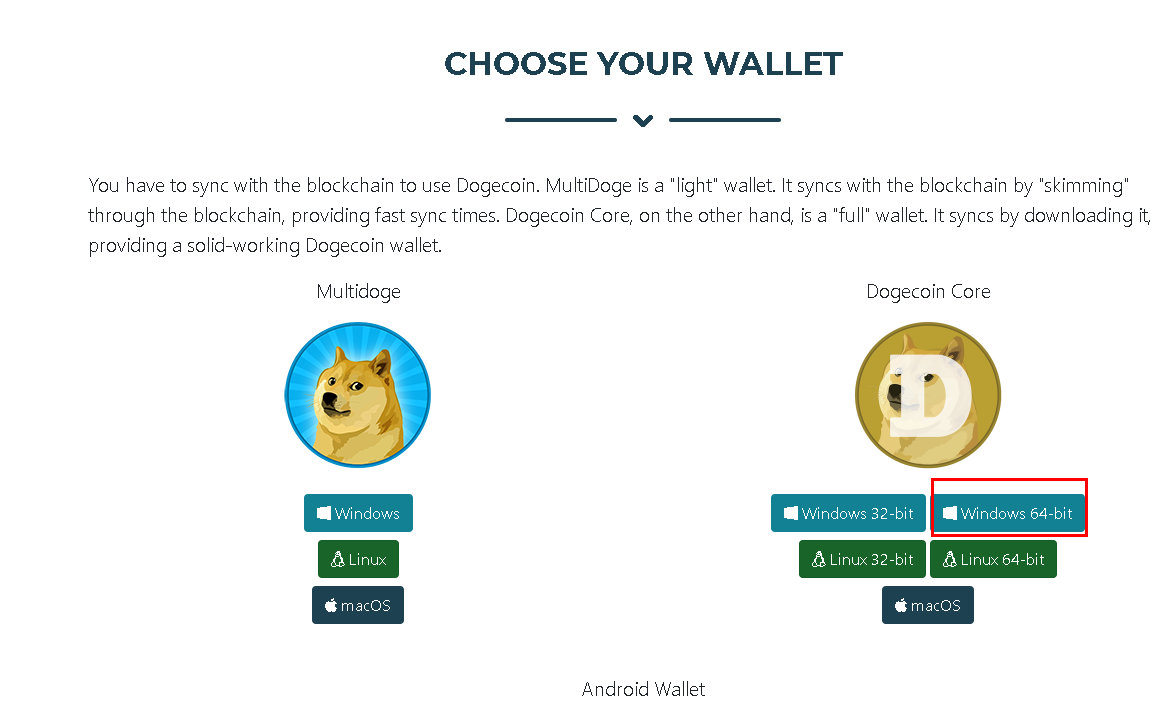 CHOOSE YOUR WALLET
You have to sync with the blockchain to use Dogecoin. MultiDoge is a "light" wallet. It syncs with the blockchain by "skimming"
through the blockchain, providing fast sync times. Dogecoin Core, on the other hand, is a "full" wallet. It syncs by downloading it,
providing a solid-working Dogecoin wallet.
Multidoge
Dogecoin Core
D
Windows
Windows 32-bit
Windows 64-bit
Linux
Linux 32-bit
Linux 64-bit
macOS
macOS
Android Wallet